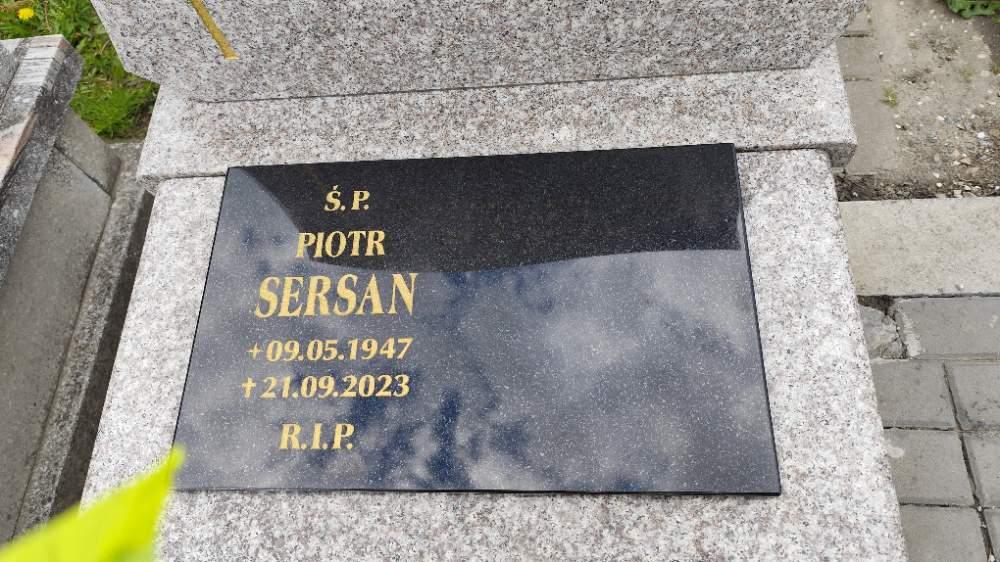 Ś. P.
PIOTR
SERSAN
+ 09.05.1947
✝ 21.09.2023
R.I.P.